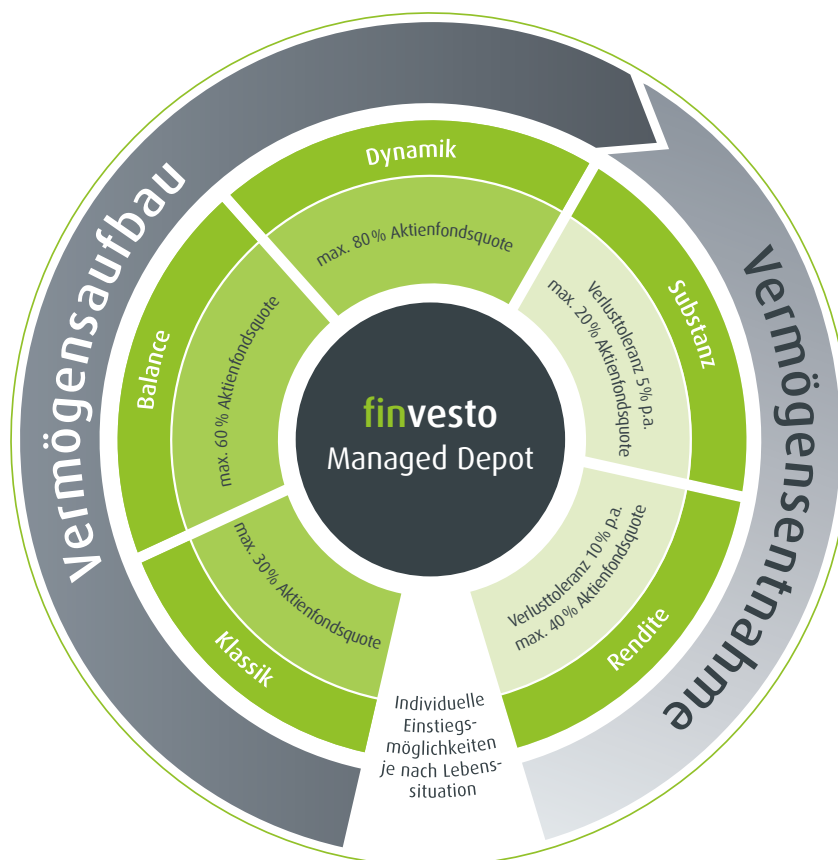 Vermögensaufbau
Vermögensentnahme
Dynamik
max. 80 % Aktienfondsquote
Balance
max. 60 % Aktienfondsquote
Klassik
max. 30 % Aktienfondsquote
Substanz
Verlusttoleranz 5 % p.a.
max. 20 % Aktienfondsquote
Rendite
Verlusttoleranz 10 % p.a.
max. 40 % Aktienfondsquote
finvesto
Managed Depot
Individuelle
Einstiegs-
möglichkeiten
je nach Lebens-
situation